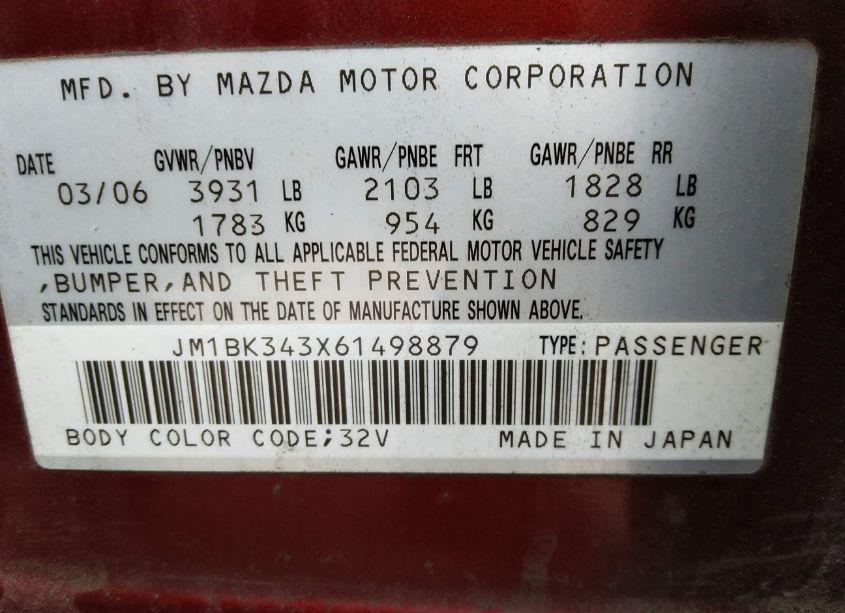 MFD. BY MAZDA MOTOR CORPORATION
DATE GVWR/PNBV GAWR/PNBE FRT GAWR/PNBE RR
03/06 3931 LB 2103 LB 1828 LB
1783 KG 954 KG 829 KG
THIS VEHICLE CONFORMS TO ALL APPLICABLE FEDERAL MOTOR VEHICLE SAFETY
,BUMPER,AND THEFT PREVENTION
STANDARDS IN EFFECT ON THE DATE OF MANUFACTURE SHOWN ABOVE.
JM1BK343X61498879 TYPE: PASSENGER
BODY COLOR CODE;32V MADE IN JAPAN